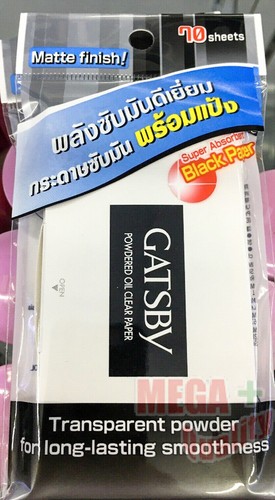 70 sheets
Matte finish!
พลังซับมันดีเยี่ยม
กระดาษซับมัน พร้อมแป้ง
Super Absorbent
Black Paper
GATSBY
POWDERED OIL CLEAR PAPER
OPEN
MEGA
Transparent powder
for long-lasting smoothness